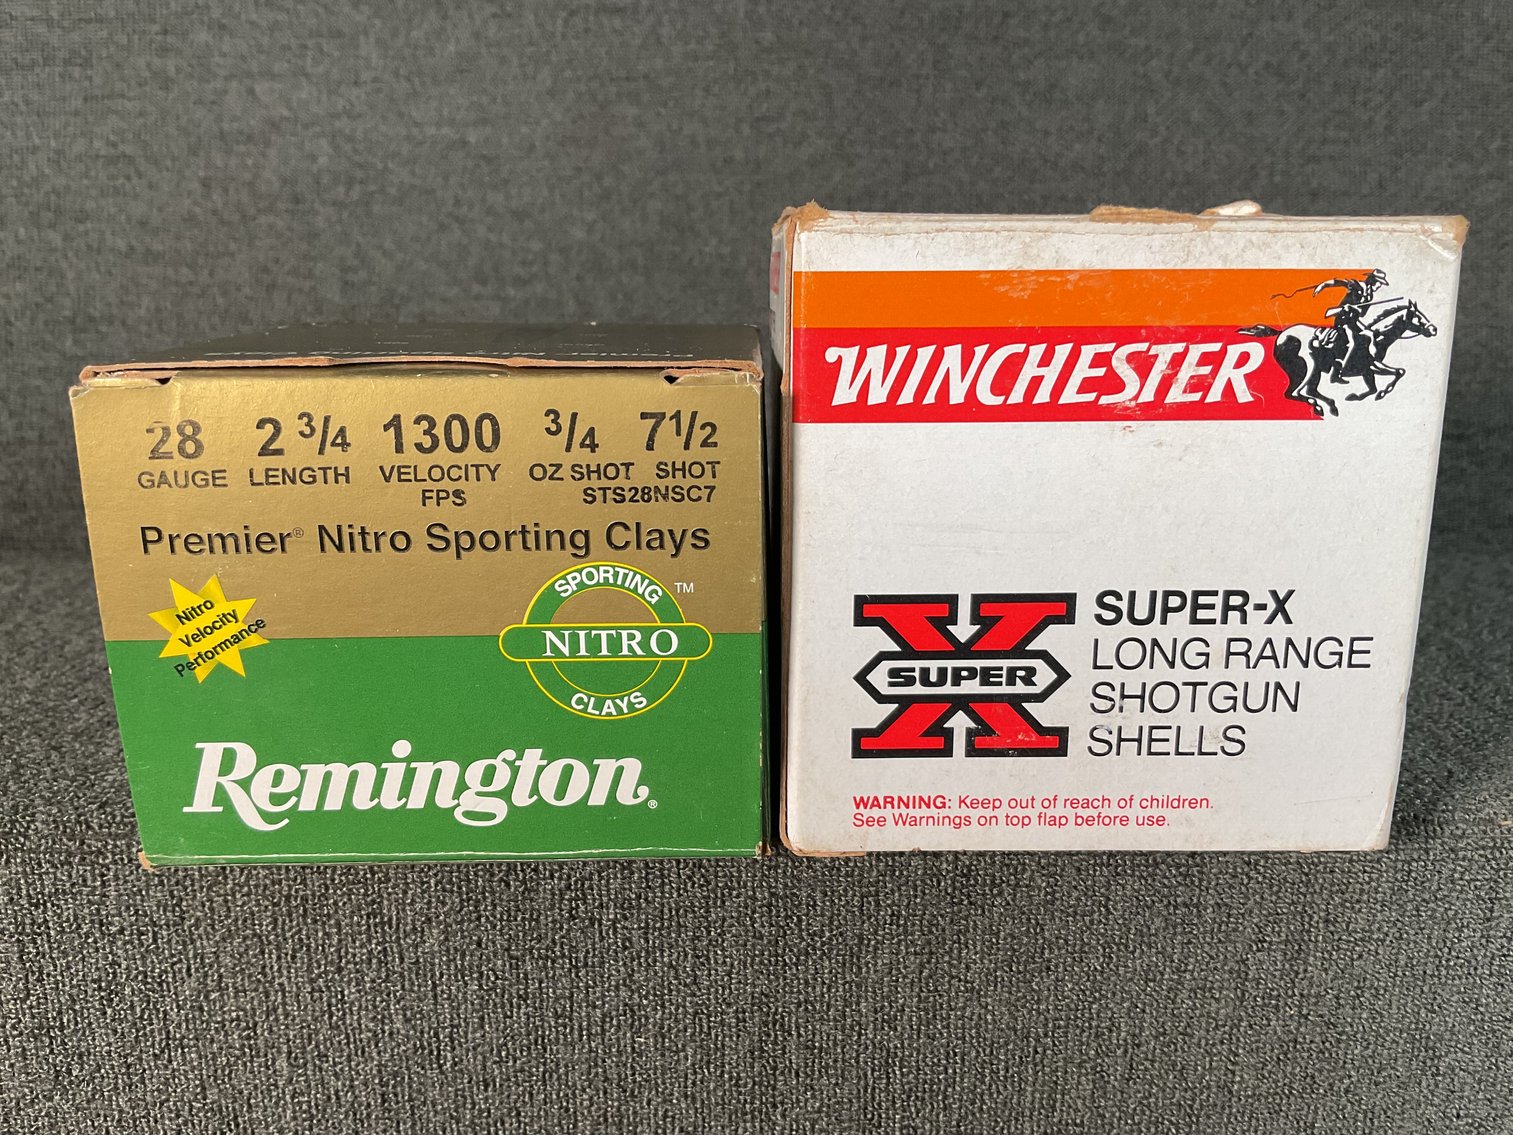 28 2 3/4 1300 3/4 7 1/2
GAUGE LENGTH VELOCITY OZ SHOT SHOT
FPS STS28NSC7
Premier® Nitro Sporting Clays
Nitro
Velocity
Performance
SPORTING ™
NITRO
CLAYS
Remington®
WINCHESTER
SUPER
SUPER-X
LONG RANGE
SHOTGUN
SHELLS
WARNING: Keep out of reach of children.
See Warnings on top flap before use.